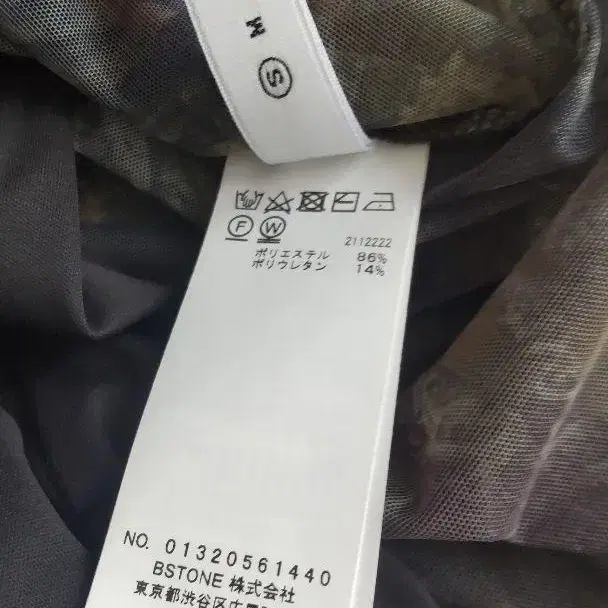 M
S
F W
2112222
ポリエステル 86%
ポリウレタン 14%
NO. 01320561440
BSTONE 株式会社
東京都渋谷区広